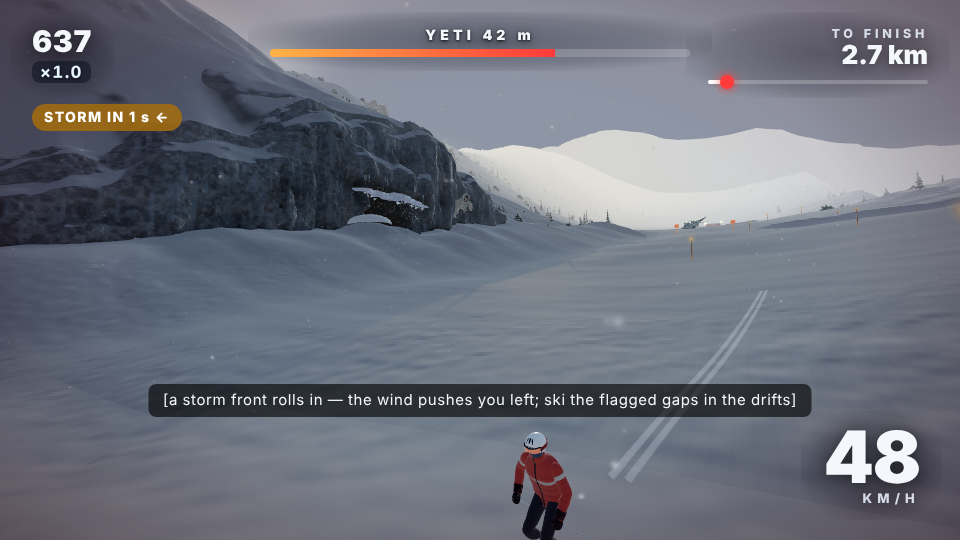 637
×1.0
STORM IN 1 s ←
YETI 42 m
TO FINISH
2.7 km
[a storm front rolls in — the wind pushes you left; ski the flagged gaps in the drifts]
48
KM/H